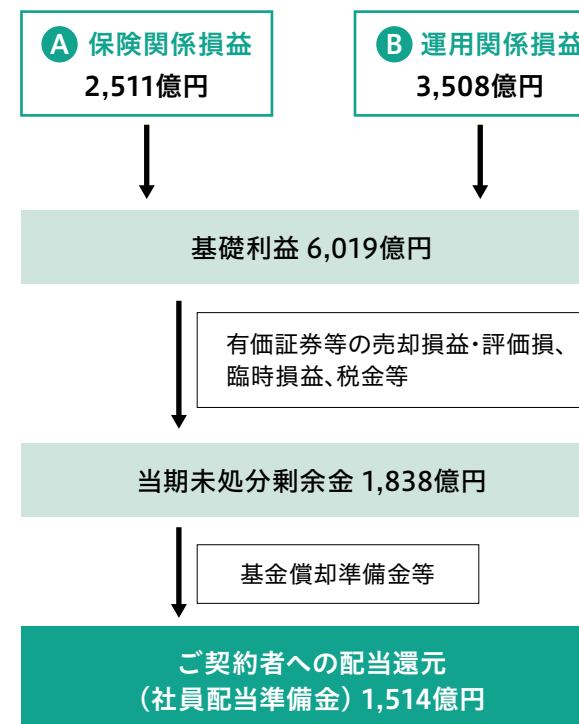 A 保険関係損益
2,511億円
B 運用関係損益
3,508億円
基礎利益 6,019億円
有価証券等の売却損益・評価損、
臨時損益、税金等
当期未処分剰余金 1,838億円
基金償却準備金等
ご契約者への配当還元
（社員配当準備金）1,514億円